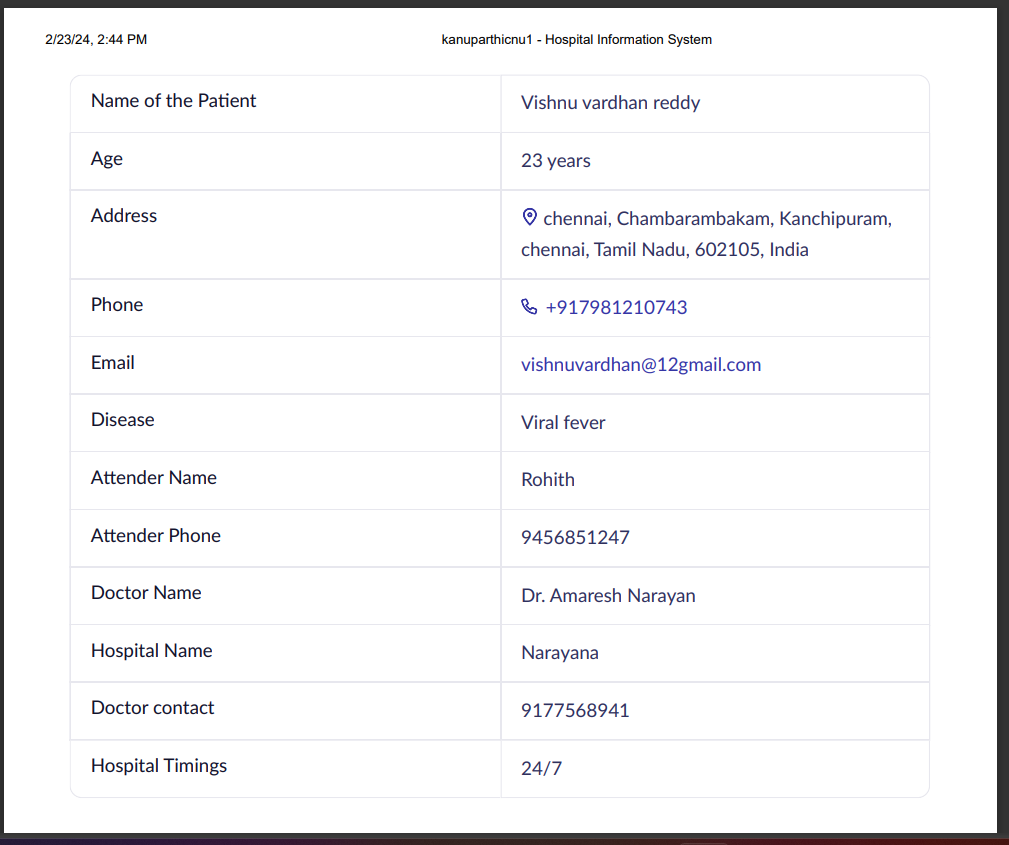 2/23/24, 2:44 PM kanuparthicnu1 - Hospital Information System
Name of the Patient Vishnu vardhan reddy
Age 23 years
Address chennai, Chambarambakam, Kanchipuram,
chennai, Tamil Nadu, 602105, India
Phone +917981210743
Email vishnuvardhan@12gmail.com
Disease Viral fever
Attender Name Rohith
Attender Phone 9456851247
Doctor Name Dr. Amaresh Narayan
Hospital Name Narayana
Doctor contact 9177568941
Hospital Timings 24/7